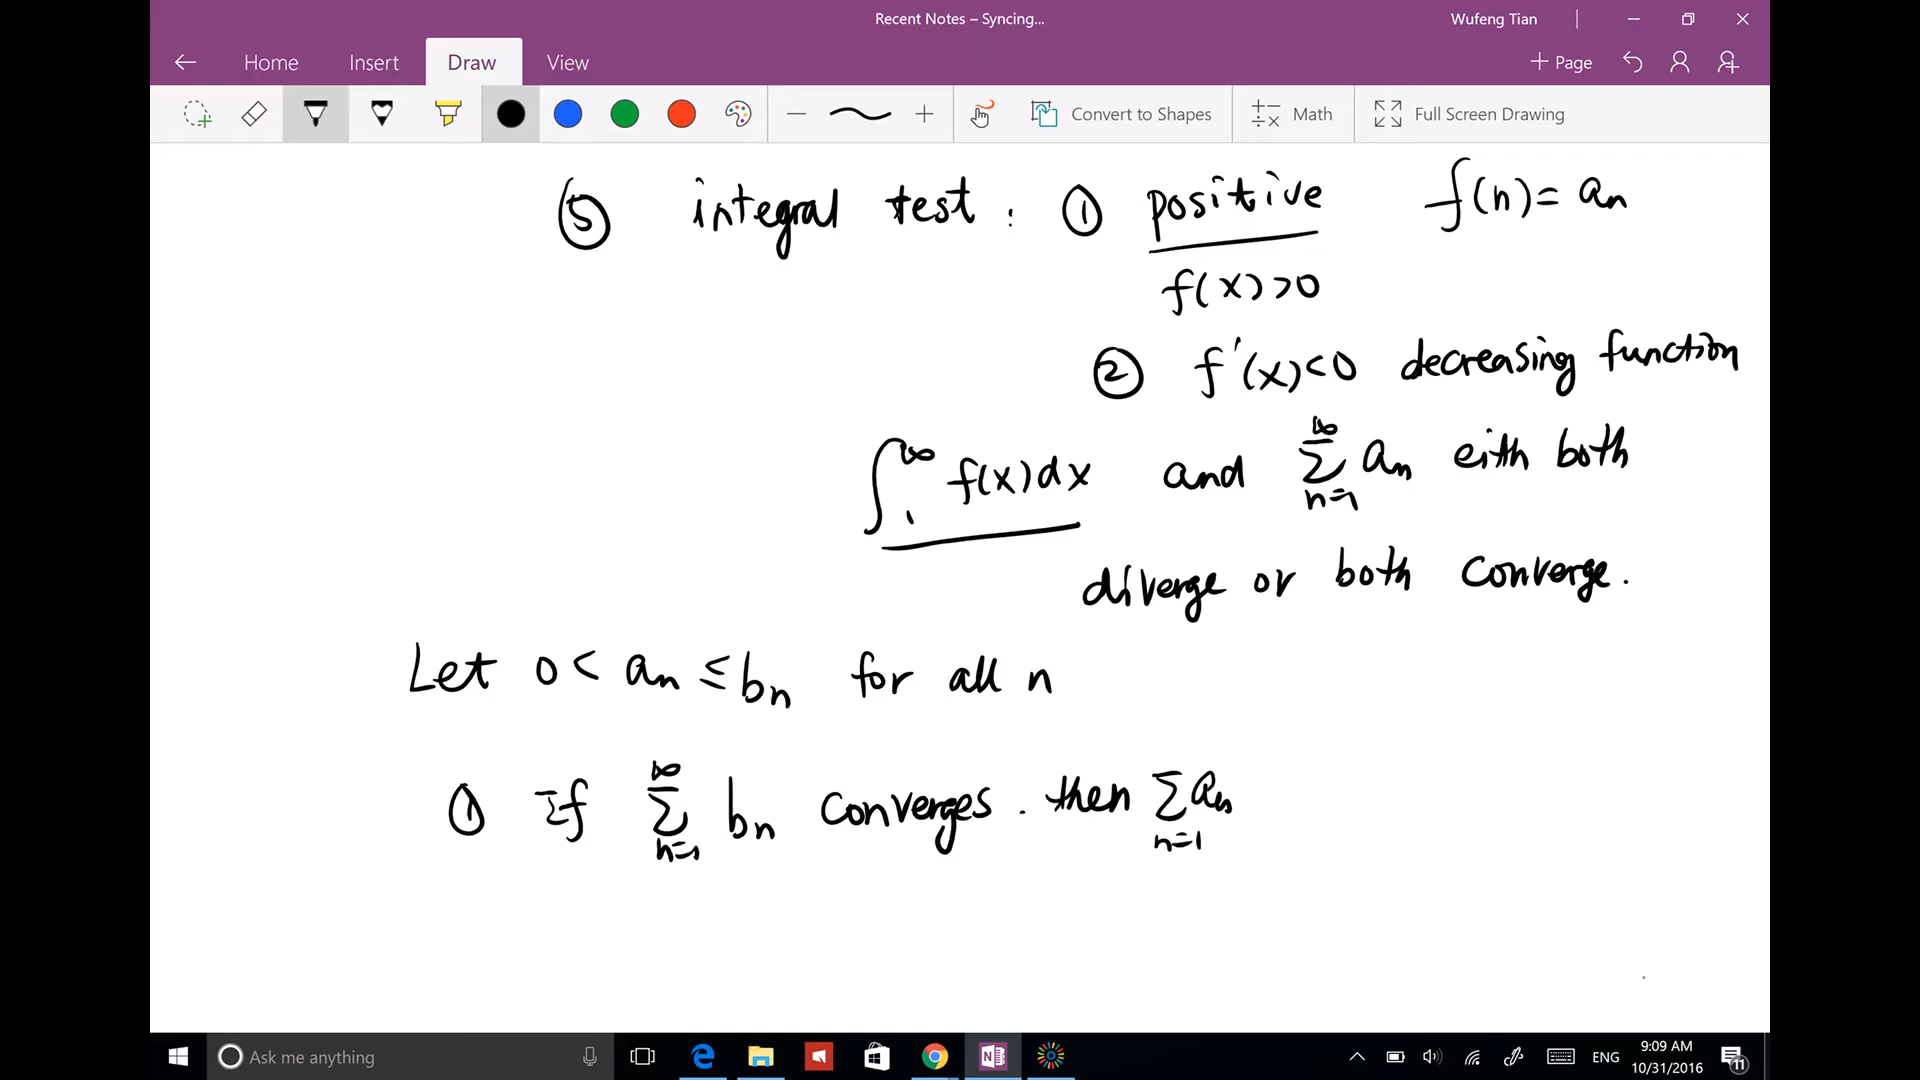 Recent Notes – Syncing...
Wufeng Tian
Home Insert Draw View
Page
Convert to Shapes Math Full Screen Drawing
⑤ integral test : ① positive f(n)= aₙ
f(x)>0
② f'(x)<0 decreasing function
∫₁^∞ f(x)dx and ∑_{n=1}^∞ aₙ eith both
diverge or both converge.
Let 0 < aₙ ≤ bₙ for all n
① If ∑_{n=1}^∞ bₙ converges . then ∑_{n=1} aₙ
Ask me anything
ENG
9:09 AM
10/31/2016
11